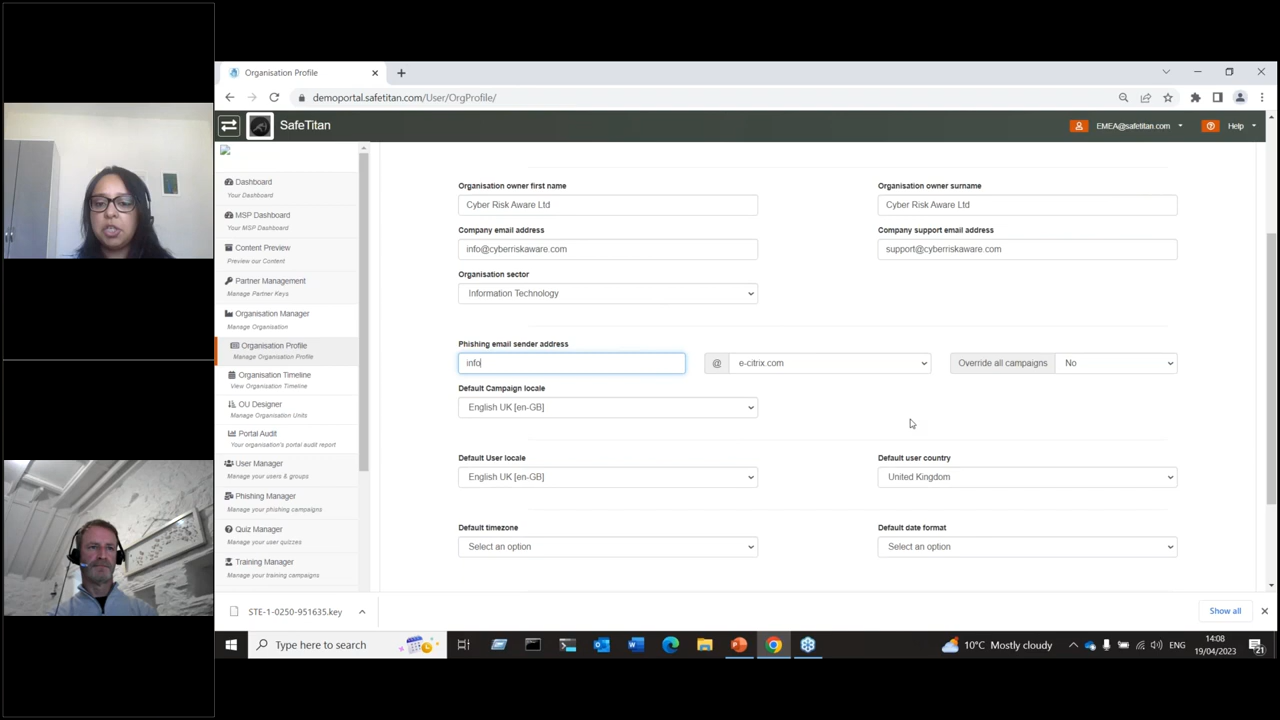 Organisation Profile
demoportal.safetitan.com/User/OrgProfile/
SafeTitan
EMEA@safetitan.com
Help
Dashboard
Your Dashboard
MSP Dashboard
Your MSP Dashboard
Content Preview
Preview our Content
Partner Management
Manage Partner Keys
Organisation Manager
Manage Organisation
Organisation Profile
Manage Organisation Profile
Organisation Timeline
View Organisation Timeline
OU Designer
Manage Organisation Units
Portal Audit
Your organisation's portal audit report
User Manager
Manage your users & groups
Phishing Manager
Manage your phishing campaigns
Quiz Manager
Manage your user quizzes
Training Manager
Manage your training campaigns
Organisation owner first name
Organisation owner surname
Cyber Risk Aware Ltd
Cyber Risk Aware Ltd
Company email address
Company support email address
info@cyberriskaware.com
support@cyberriskaware.com
Organisation sector
Information Technology
Phishing email sender address
info
@
e-citrix.com
Override all campaigns
No
Default Campaign locale
English UK [en-GB]
Default User locale
Default user country
English UK [en-GB]
United Kingdom
Default timezone
Default date format
Select an option
Select an option
STE-1-0250-951635.key
Show all
Type here to search
10°C Mostly cloudy
ENG
14:08
19/04/2023
21